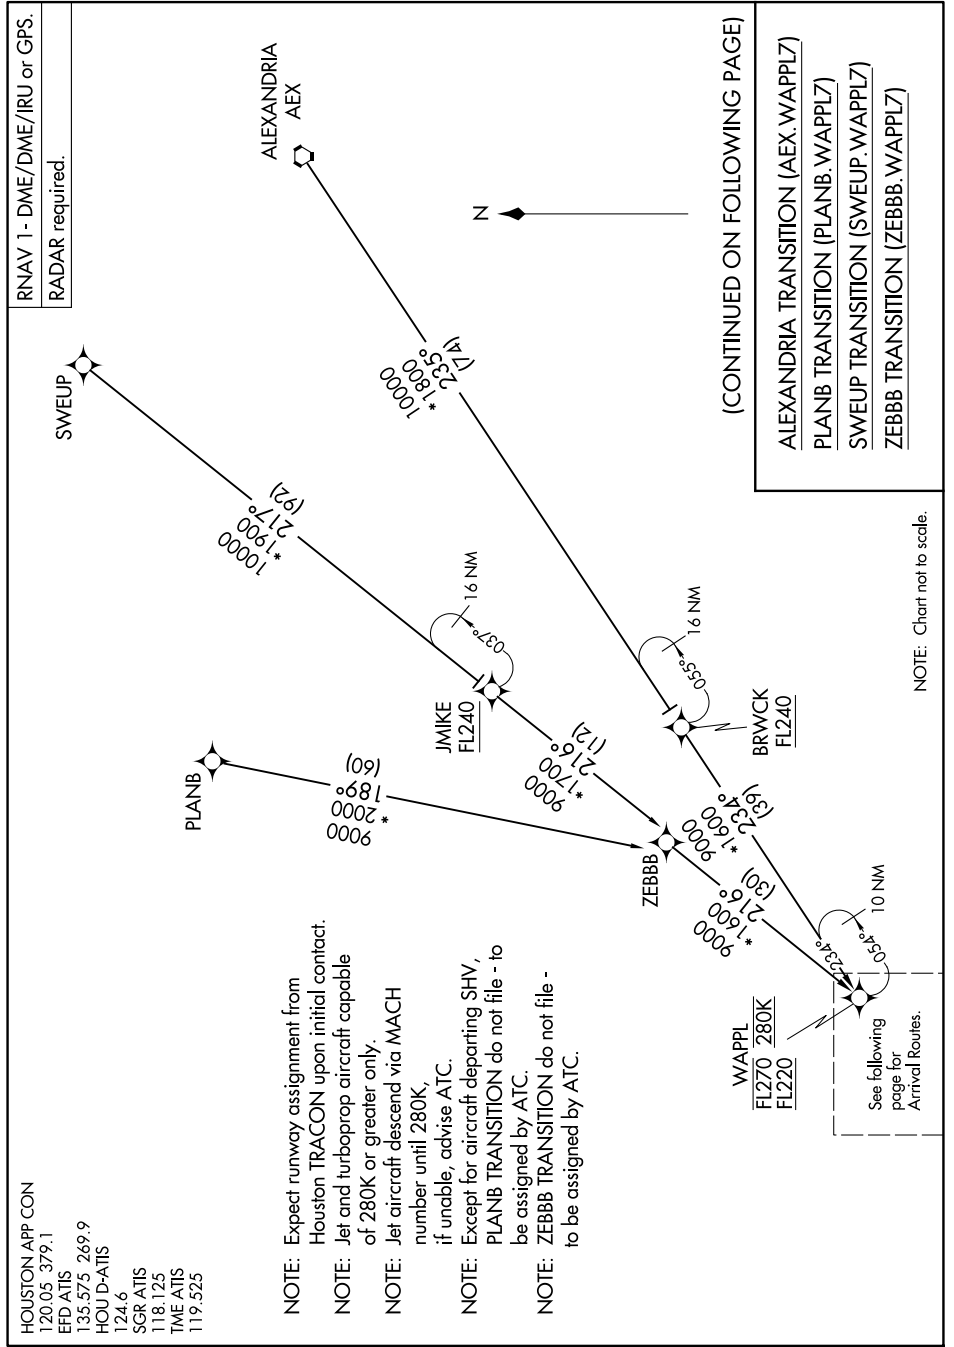 HOUSTON APP CON
120.05 379.1
EFD ATIS
135.575 269.9
HOU D-ATIS
124.6
SGR ATIS
118.125
TME ATIS
119.525
RNAV 1- DME/DME/IRU or GPS.
RADAR required.
NOTE: Expect runway assignment from
Houston TRACON upon initial contact.
NOTE: Jet and turboprop aircraft capable
of 280K or greater only.
NOTE: Jet aircraft descend via MACH
number until 280K,
if unable, advise ATC.
NOTE: Except for aircraft departing SHV,
PLANB TRANSITION do not file - to
be assigned by ATC.
NOTE: ZEBBB TRANSITION do not file -
to be assigned by ATC.
PLANB
9000
*2000
189°
(60)
SWEUP
10000
*1900
217°
(92)
ALEXANDRIA
AEX
10000
*1800
235°
(74)
N
JMIKE
FL240
037°
16 NM
9000
*1700
216°
(12)
ZEBBB
9000
*1600
216°
(30)
BRWCK
FL240
055°
16 NM
9000
*1600
234°
(39)
WAPPL
FL270 280K
FL220
234°
054°
10 NM
See following
page for
Arrival Routes.
NOTE: Chart not to scale.
(CONTINUED ON FOLLOWING PAGE)
ALEXANDRIA TRANSITION (AEX.WAPPL7)
PLANB TRANSITION (PLANB.WAPPL7)
SWEUP TRANSITION (SWEUP.WAPPL7)
ZEBBB TRANSITION (ZEBBB.WAPPL7)